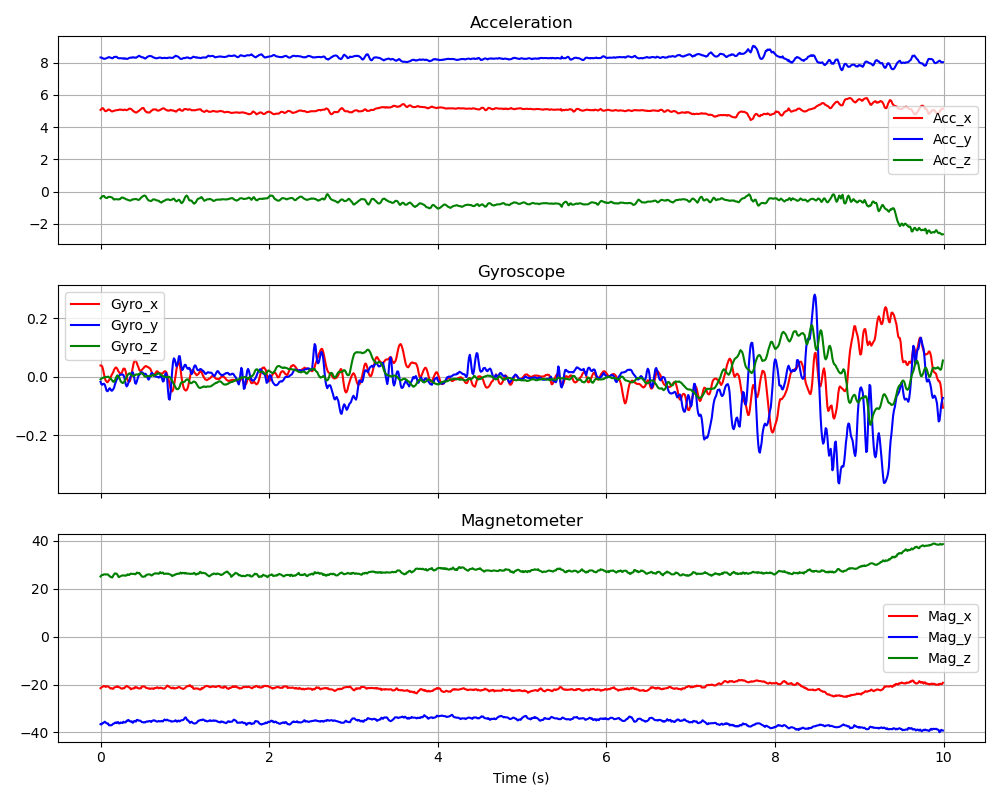 Acceleration
8
6
4
2
0
−2
Acc_x
Acc_y
Acc_z
Gyroscope
0.2
0.0
−0.2
Gyro_x
Gyro_y
Gyro_z
Magnetometer
40
20
0
−20
−40
Mag_x
Mag_y
Mag_z
0 2 4 6 8 10
Time (s)